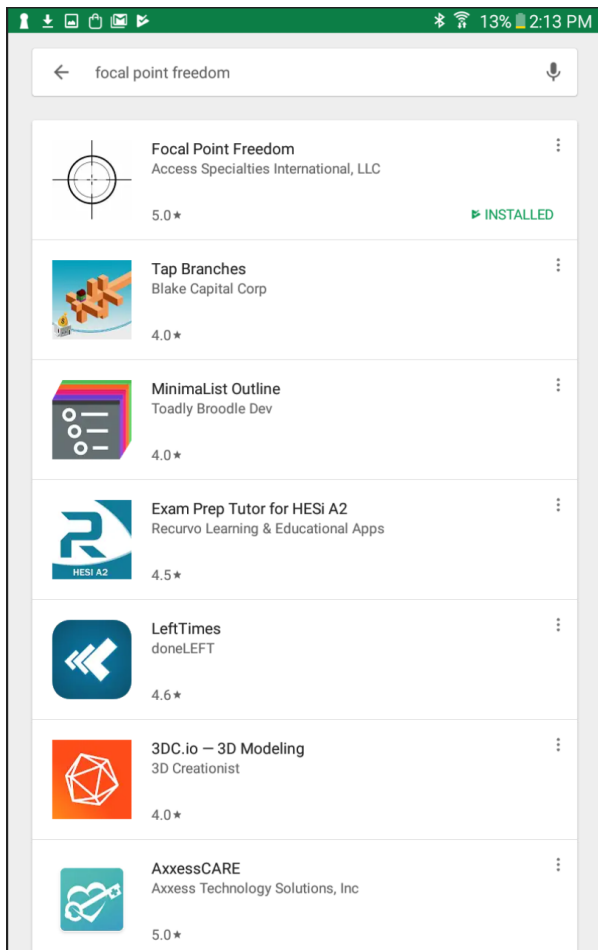 13% 2:13 PM
focal point freedom
Focal Point Freedom
Access Specialties International, LLC
5.0★
INSTALLED
Tap Branches
Blake Capital Corp
4.0★
MinimaList Outline
Toadly Broodle Dev
4.0★
HESI A2
Exam Prep Tutor for HESi A2
Recurvo Learning & Educational Apps
4.5★
LeftTimes
doneLEFT
4.6★
3DC.io — 3D Modeling
3D Creationist
4.0★
AxxessCARE
Axxess Technology Solutions, Inc
5.0★